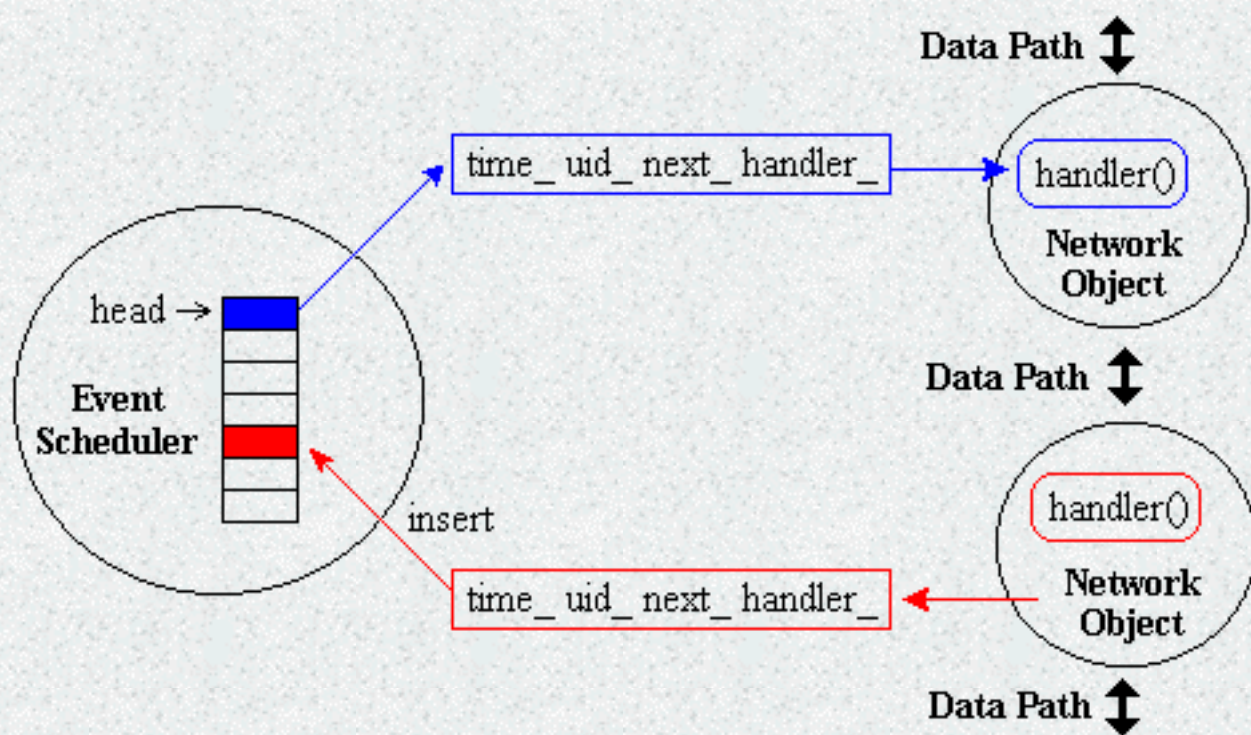 Data Path
time_ uid_ next_ handler_
handler()
Network
Object
head
Event
Scheduler
Data Path
handler()
insert
time_ uid_ next_ handler_
Network
Object
Data Path